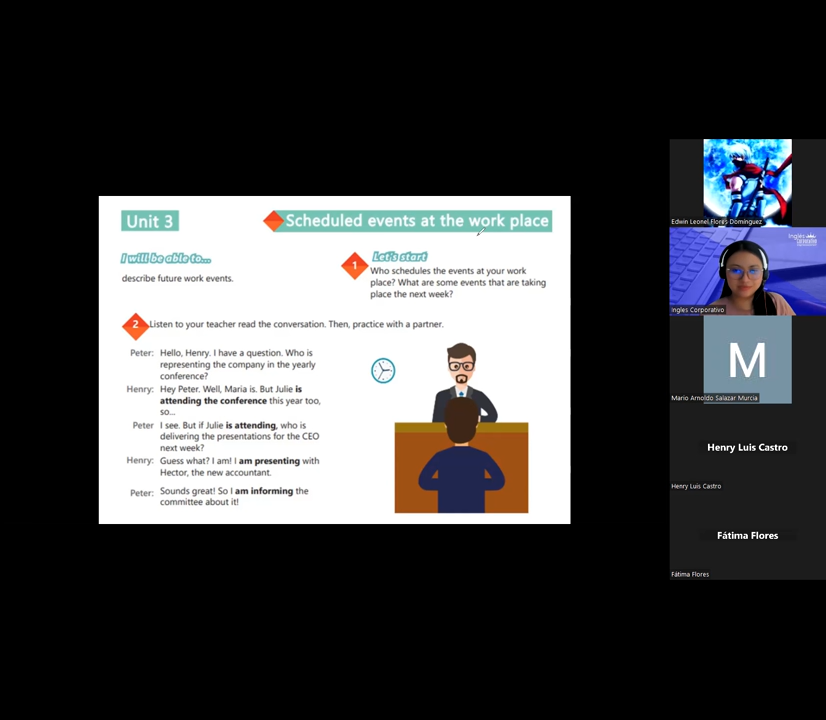 Unit 3
Scheduled events at the work place
I will be able to...
describe future work events.
1
Let's start
Who schedules the events at your work
place? What are some events that are taking
place the next week?
2
Listen to your teacher read the conversation. Then, practice with a partner.
Peter: Hello, Henry. I have a question. Who is
representing the company in the yearly
conference?
Henry: Hey Peter. Well, Maria is. But Julie is
attending the conference this year too,
so...
Peter I see. But if Julie is attending, who is
delivering the presentations for the CEO
next week?
Henry: Guess what? I am! I am presenting with
Hector, the new accountant.
Peter: Sounds great! So I am informing the
committee about it!
Edwin Leonel Flores Domínguez
Inglés
Ingles Corporativo
M
Mario Arnoldo Salazar Murcia
Henry Luis Castro
Henry Luis Castro
Fátima Flores
Fátima Flores